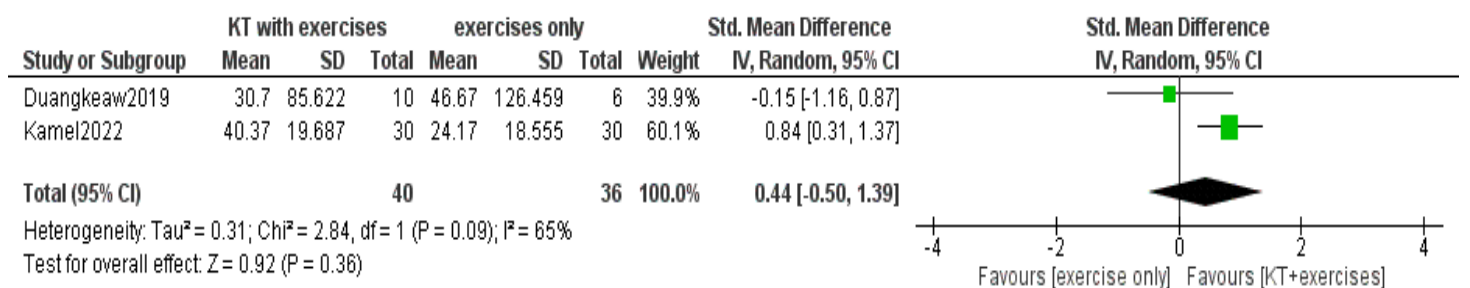 KT with exercises exercises only Std. Mean Difference Std. Mean Difference
Study or Subgroup Mean SD Total Mean SD Total Weight IV, Random, 95% CI IV, Random, 95% CI
Duangkeaw2019 30.7 85.622 10 46.67 126.459 6 39.9% -0.15 [-1.16, 0.87]
Kamel2022 40.37 19.687 30 24.17 18.555 30 60.1% 0.84 [0.31, 1.37]
Total (95% CI) 40 36 100.0% 0.44 [-0.50, 1.39]
Heterogeneity: Tau² = 0.31; Chi² = 2.84, df = 1 (P = 0.09); I² = 65%
Test for overall effect: Z = 0.92 (P = 0.36)
-4 -2 0 2 4
Favours [exercise only] Favours [KT+exercises]